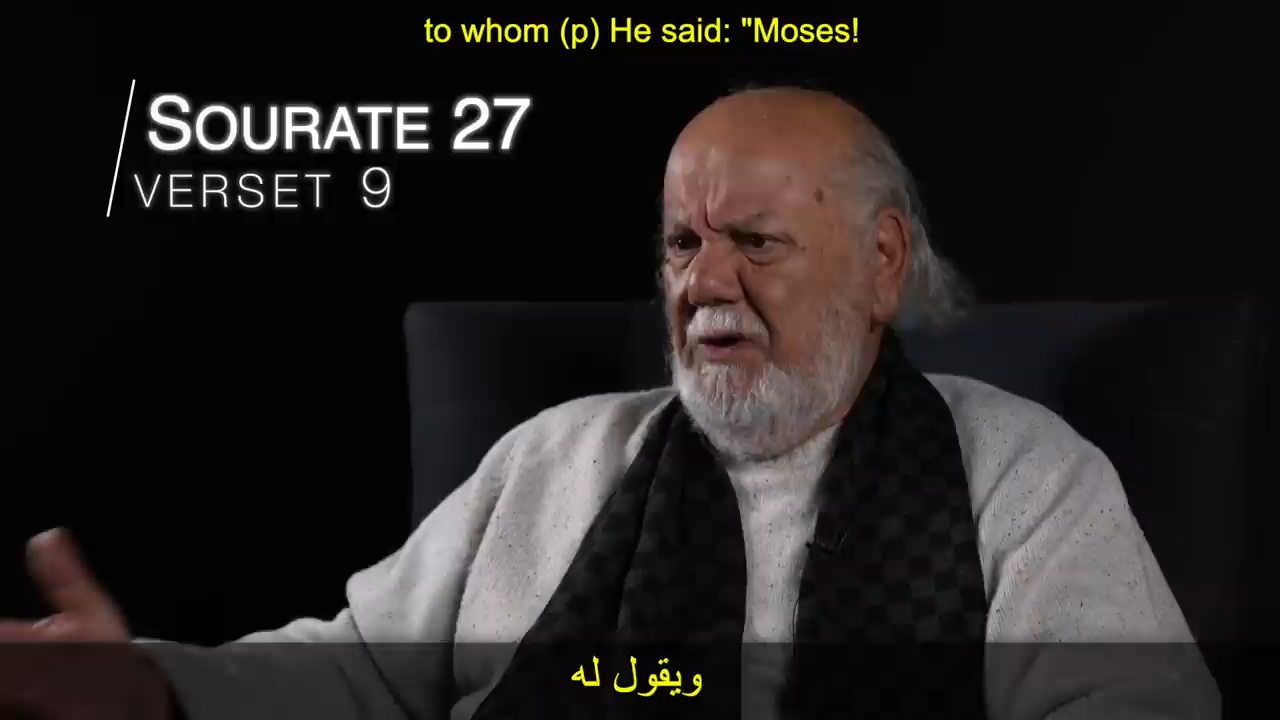 to whom (p) He said: "Moses!
SOURATE 27
VERSET 9
ويقول له